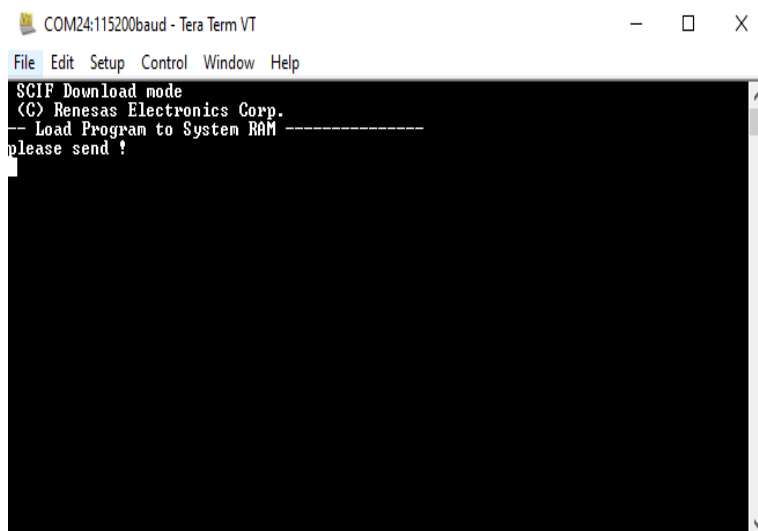 COM24:115200baud - Tera Term VT
File Edit Setup Control Window Help
SCIF Download mode
(C) Renesas Electronics Corp.
-- Load Program to System RAM ---------------
please send !